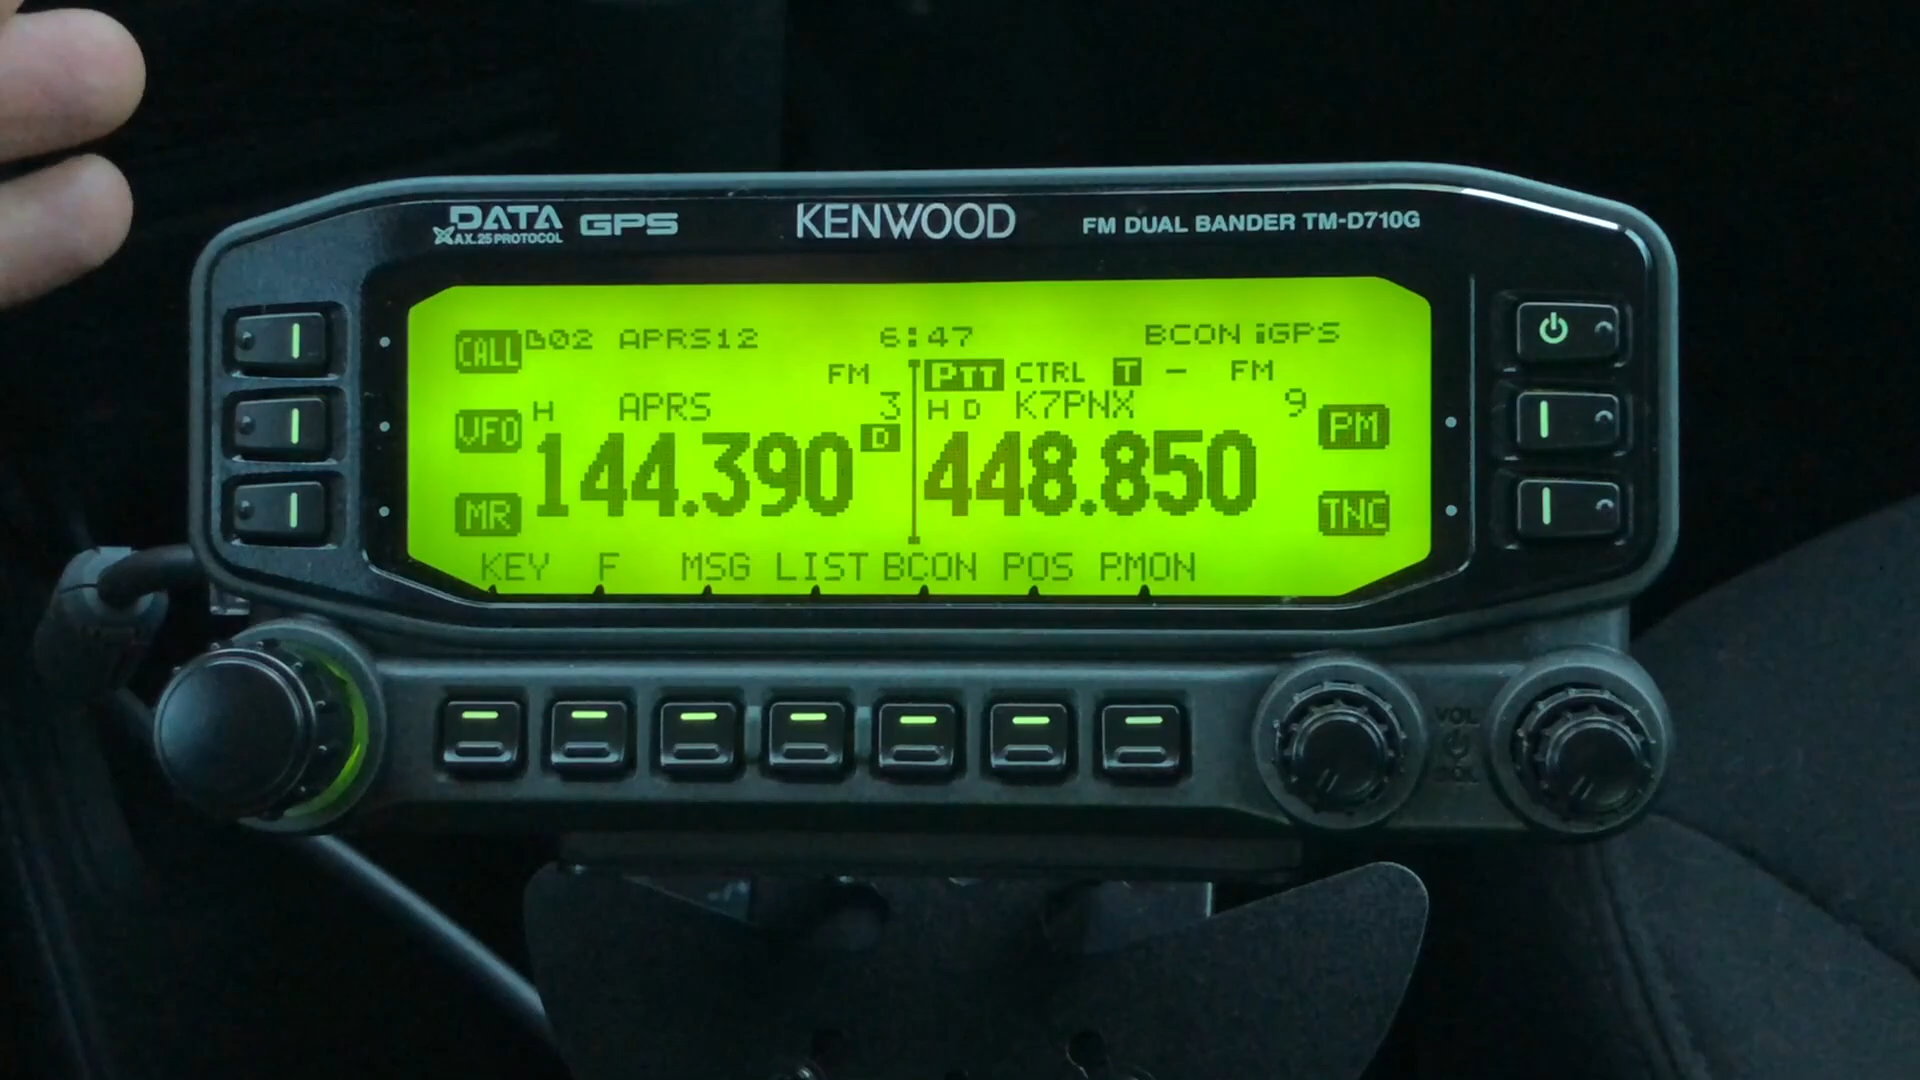 DATA GPS KENWOOD FM DUAL BANDER TM-D710G
AX.25 PROTOCOL
CALL 02 APRS12 6:47 BCON iGPS
FM PTT CTRL T - FM
H APRS 3 H D K7PNX 9
VFO 144.390 D 448.850 PM
MR TNC
KEY F MSG LIST BCON POS P.MON
VOL